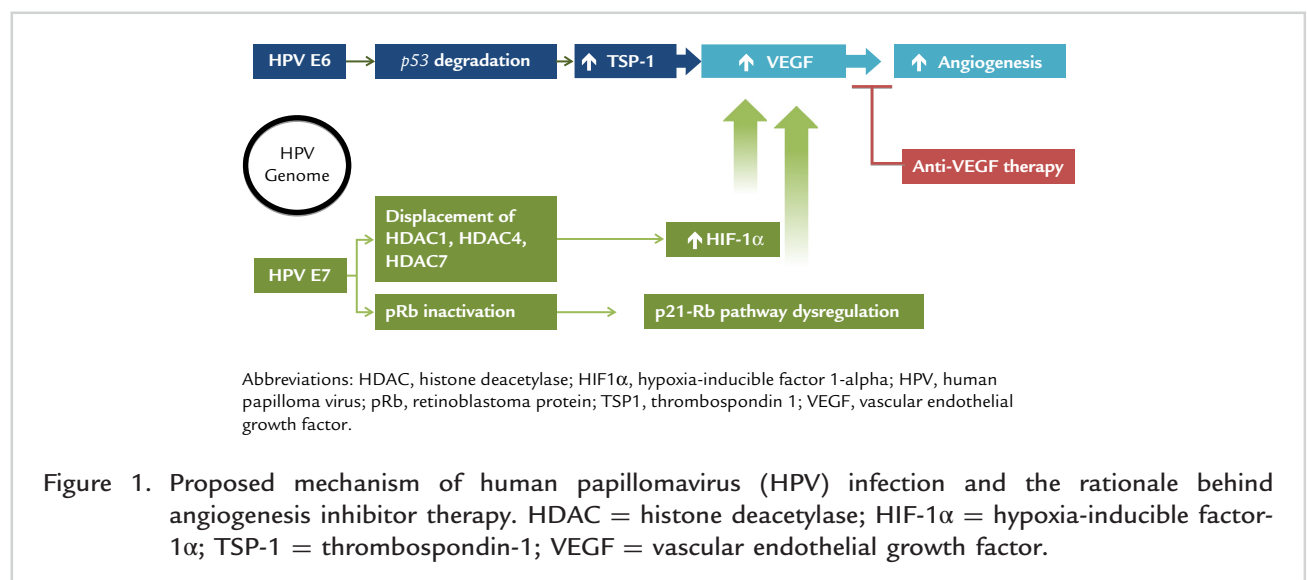 HPV E6
p53 degradation
↑ TSP-1
↑ VEGF
↑ Angiogenesis
HPV
Genome
Anti-VEGF therapy
Displacement of
HDAC1, HDAC4,
HDAC7
↑ HIF-1α
HPV E7
pRb inactivation
p21-Rb pathway dysregulation
Abbreviations: HDAC, histone deacetylase; HIF1α, hypoxia-inducible factor 1-alpha; HPV, human
papilloma virus; pRb, retinoblastoma protein; TSP1, thrombospondin 1; VEGF, vascular endothelial
growth factor.
Figure 1. Proposed mechanism of human papillomavirus (HPV) infection and the rationale behind
angiogenesis inhibitor therapy. HDAC = histone deacetylase; HIF-1α = hypoxia-inducible factor-
1α; TSP-1 = thrombospondin-1; VEGF = vascular endothelial growth factor.